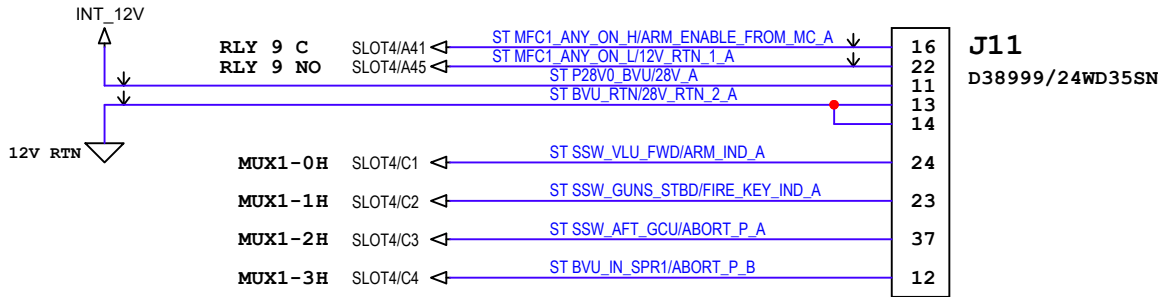 INT_12V
RLY 9 C SLOT4/A41 ST MFC1_ANY_ON_H/ARM_ENABLE_FROM_MC_A 16 J11
RLY 9 NO SLOT4/A45 ST MFC1_ANY_ON_L/12V_RTN_1_A 22 D38999/24WD35SN
ST P28V0_BVU/28V_A 11
ST BVU_RTN/28V_RTN_2_A 13
14
12V RTN
MUX1-0H SLOT4/C1 ST SSW_VLU_FWD/ARM_IND_A 24
MUX1-1H SLOT4/C2 ST SSW_GUNS_STBD/FIRE_KEY_IND_A 23
MUX1-2H SLOT4/C3 ST SSW_AFT_GCU/ABORT_P_A 37
MUX1-3H SLOT4/C4 ST BVU_IN_SPR1/ABORT_P_B 12